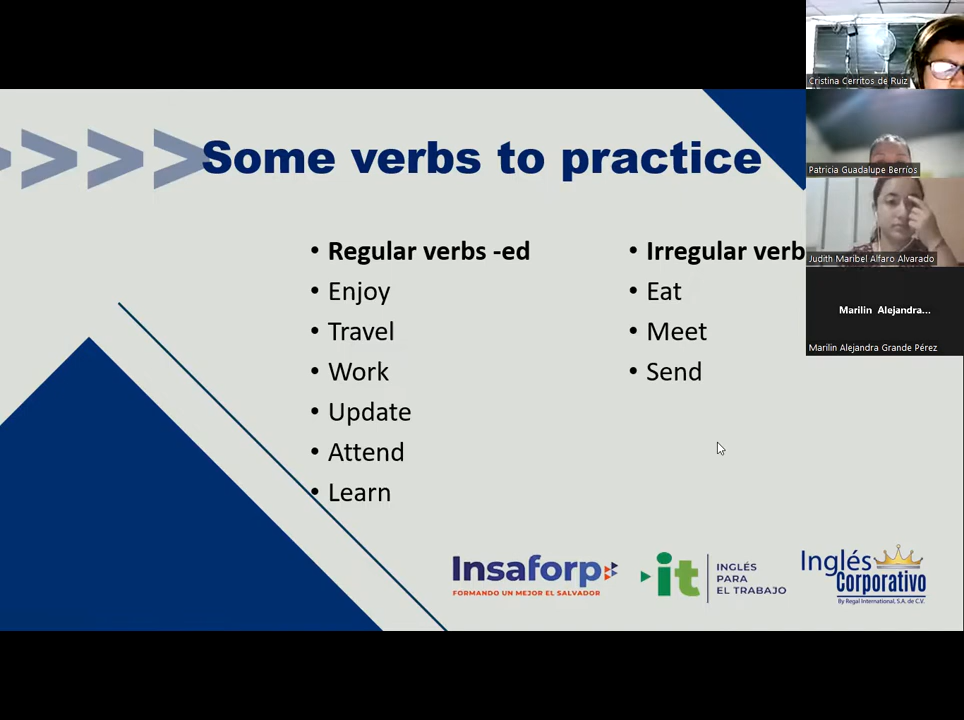 Some verbs to practice
• Regular verbs -ed
• Enjoy
• Travel
• Work
• Update
• Attend
• Learn
• Irregular verb
• Eat
• Meet
• Send
Insaforp
FORMANDO UN MEJOR EL SALVADOR
it
INGLÉS
PARA
EL TRABAJO
Inglés
Corporativo
By Regal International, S.A. de C.V.
Cristina Cerritos de Ruiz
Patricia Guadalupe Berríos
Judith Maribel Alfaro Alvarado
Marilin Alejandra...
Marilin Alejandra Grande Pérez